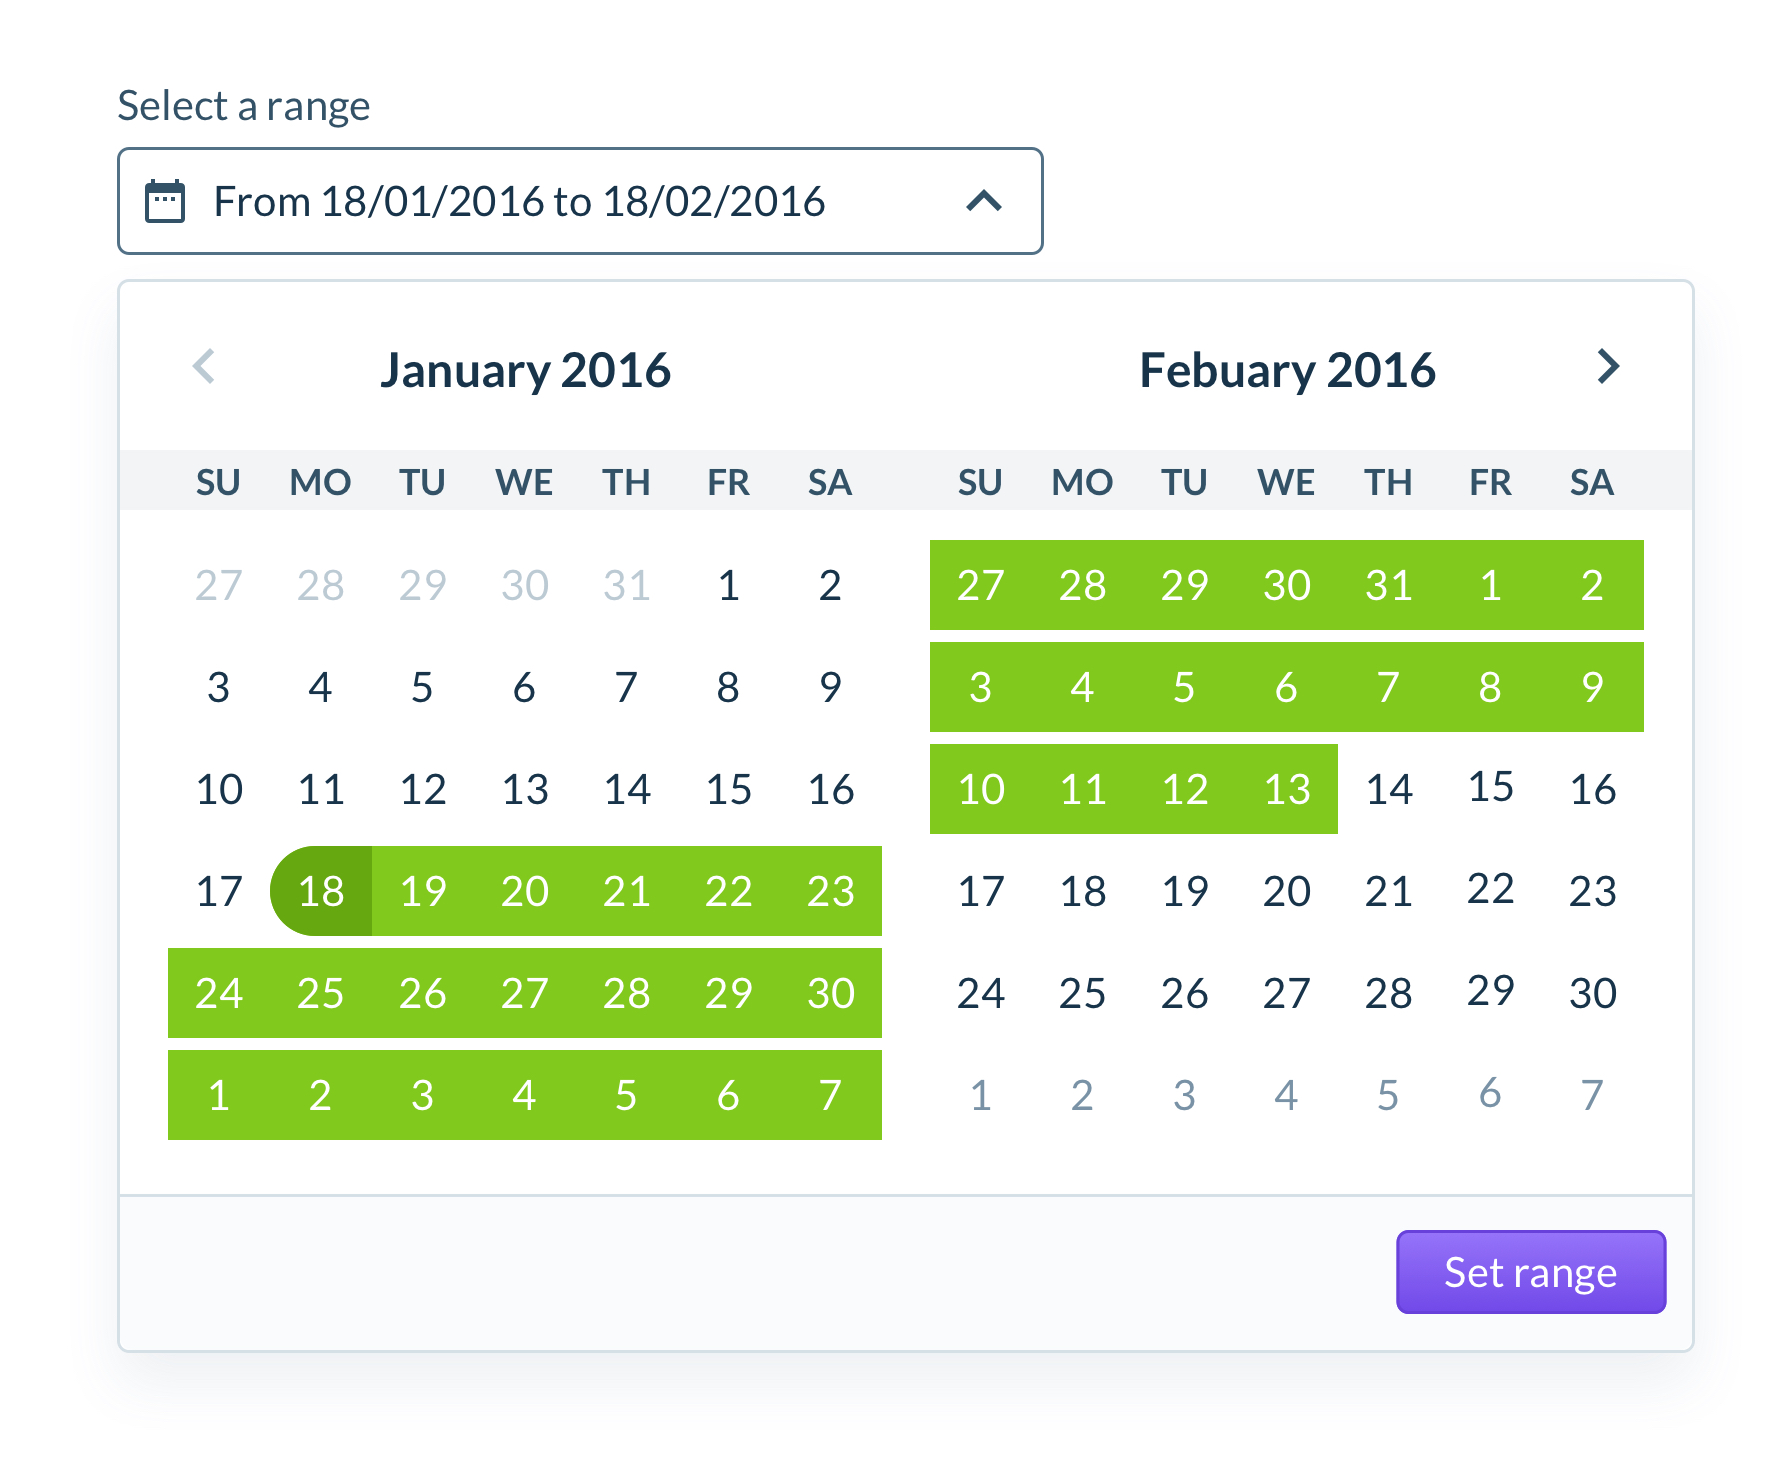 Select a range
From 18/01/2016 to 18/02/2016
January 2016
SU MO TU WE TH FR SA
27 28 29 30 31 1 2
3 4 5 6 7 8 9
10 11 12 13 14 15 16
17 18 19 20 21 22 23
24 25 26 27 28 29 30
1 2 3 4 5 6 7
Febuary 2016
SU MO TU WE TH FR SA
27 28 29 30 31 1 2
3 4 5 6 7 8 9
10 11 12 13 14 15 16
17 18 19 20 21 22 23
24 25 26 27 28 29 30
1 2 3 4 5 6 7
Set range